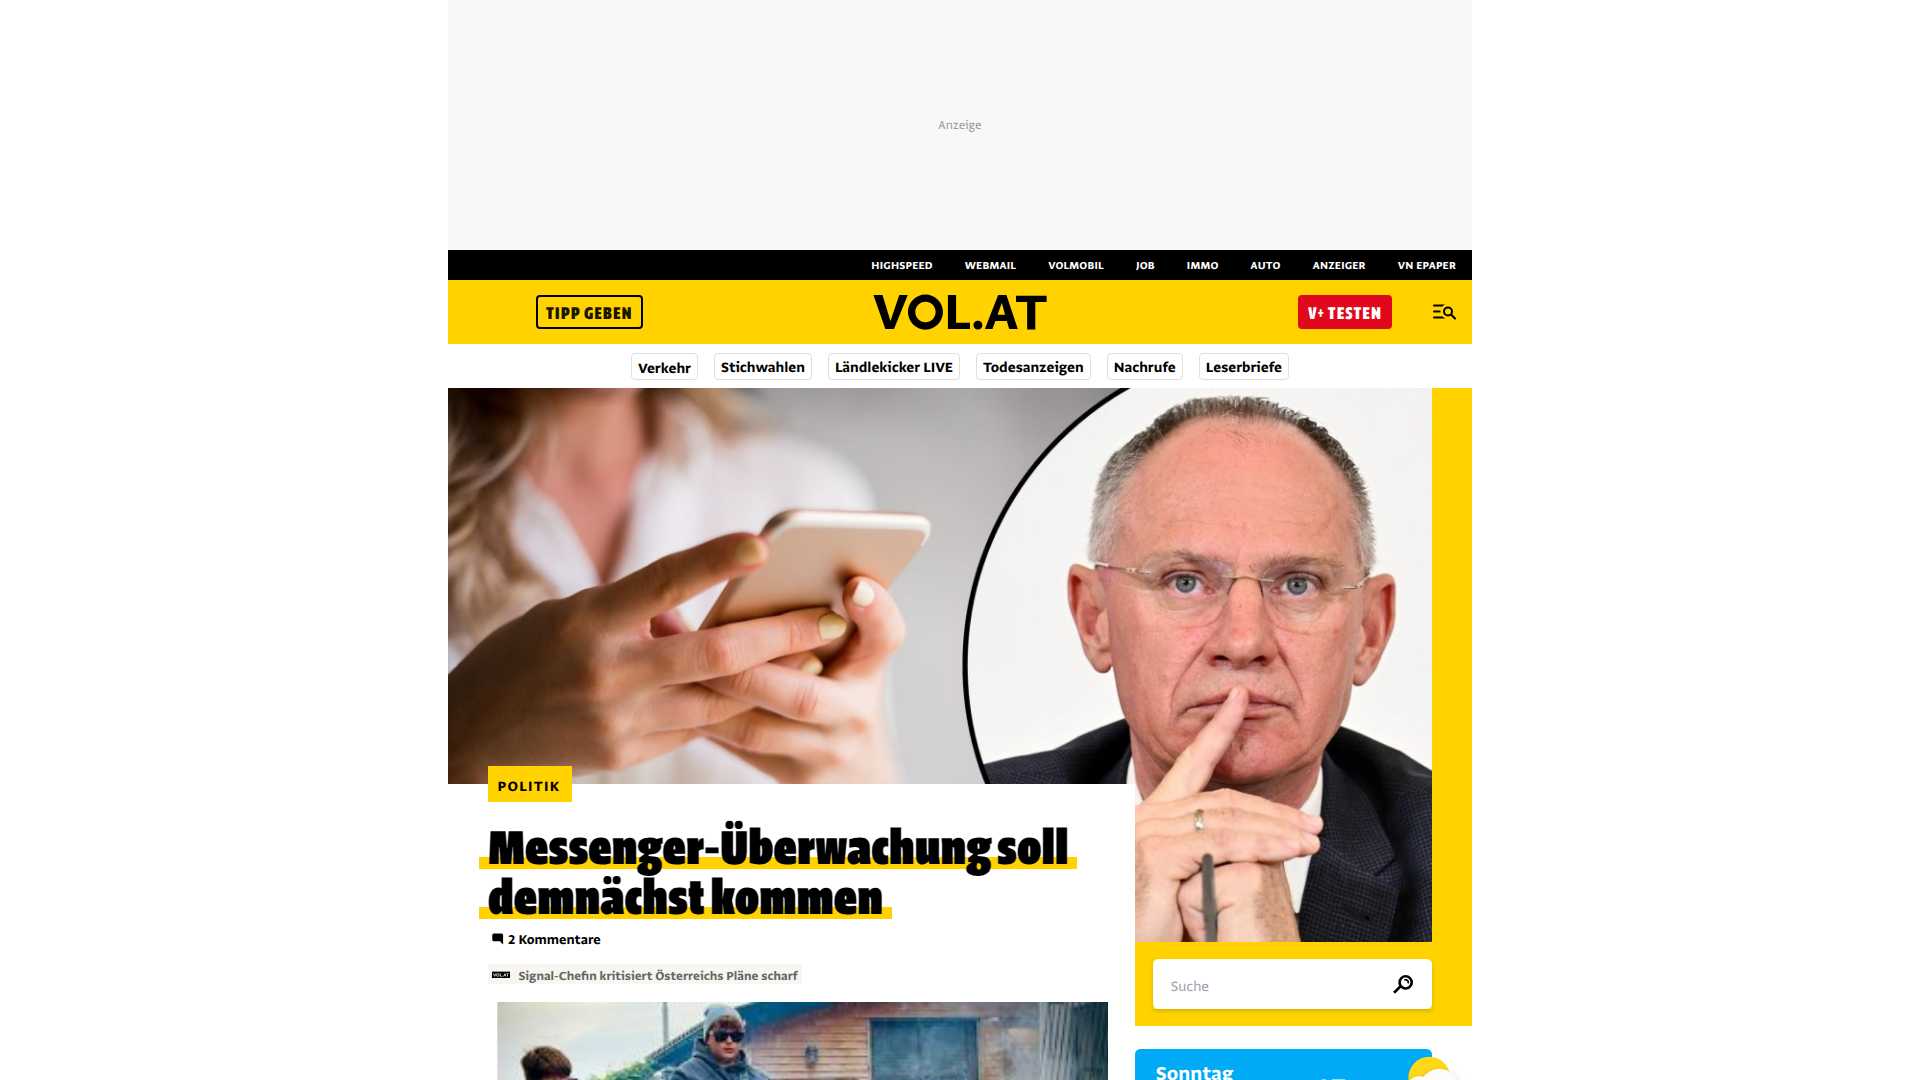 Anzeige
HIGHSPEED WEBMAIL VOLMOBIL JOB IMMO AUTO ANZEIGER VN EPAPER
TIPP GEBEN
VOL.AT
V+ TESTEN
Verkehr Stichwahlen Ländlekicker LIVE Todesanzeigen Nachrufe Leserbriefe
POLITIK
Messenger-Überwachung soll
demnächst kommen
2 Kommentare
VOL.AT Signal-Chefin kritisiert Österreichs Pläne scharf
Suche
Sonntag